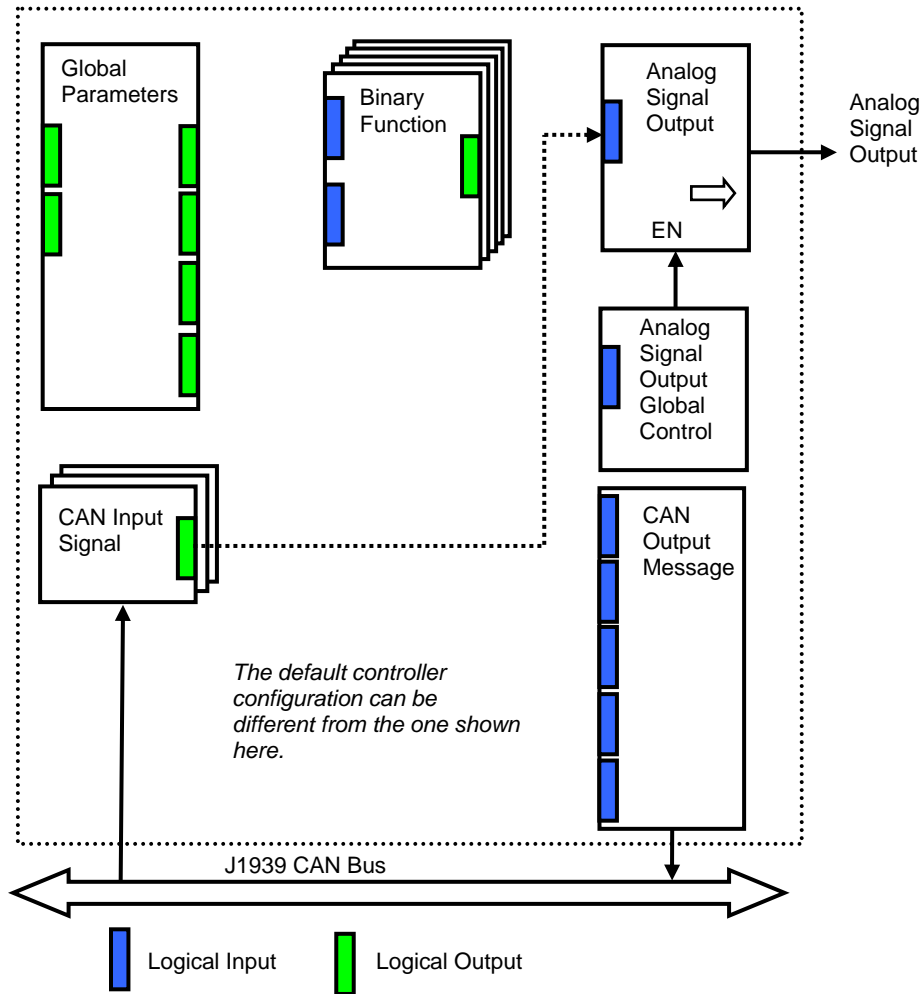 Global
Parameters
Binary
Function
Analog
Signal
Output
EN
Analog
Signal
Output
Analog
Signal
Output
Global
Control
CAN Input
Signal
CAN
Output
Message
The default controller
configuration can be
different from the one shown
here.
J1939 CAN Bus
Logical Input
Logical Output